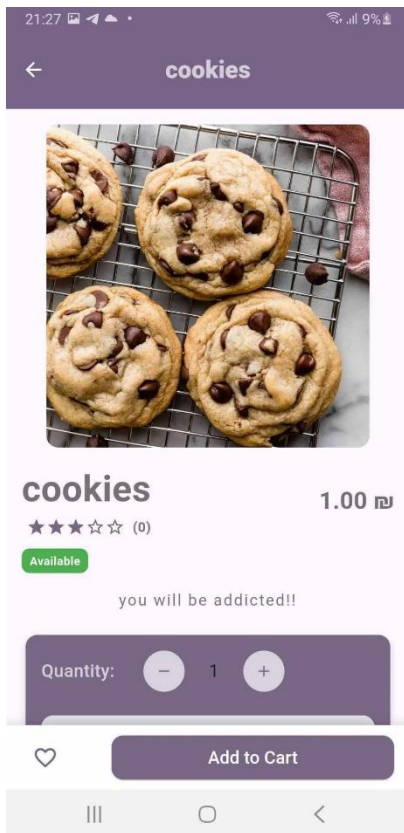 21:27 9%
cookies
cookies
1.00 ₪
(0)
Available
you will be addicted!!
Quantity: − 1 +
Add to Cart